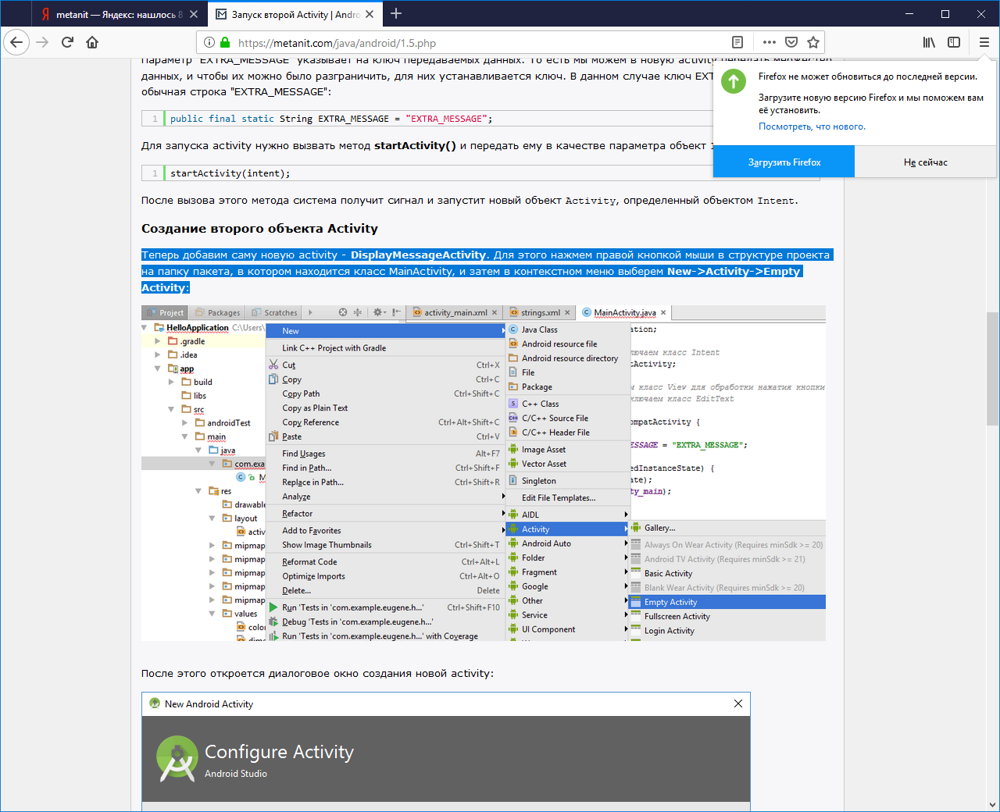 metanit — Яндекс: нашлось 8
Запуск второй Activity | Andro
https://metanit.com/java/android/1.5.php
параметр "EXTRA_MESSAGE" указывает на ключ передаваемых данных. То есть мы можем в новую activity передать множество
данных, и чтобы их можно было разграничить, для них устанавливается ключ. В данном случае ключ EXT
обычная строка "EXTRA_MESSAGE":
1 public final static String EXTRA_MESSAGE = "EXTRA_MESSAGE";
Для запуска activity нужно вызвать метод startActivity() и передать ему в качестве параметра объект
1 startActivity(intent);
После вызова этого метода система получит сигнал и запустит новый объект Activity, определенный объектом Intent.
Firefox не может обновиться до последней версии.
Загрузите новую версию Firefox и мы поможем вам
её установить.
Посмотреть, что нового.
Загрузить Firefox
Не сейчас
Создание второго объекта Activity
Теперь добавим саму новую activity - DisplayMessageActivity. Для этого нажмем правой кнопкой мыши в структуре проекта
на папку пакета, в котором находится класс MainActivity, и затем в контекстном меню выберем New->Activity->Empty
Activity:
Project Packages Scratches
activity_main.xml strings.xml MainActivity.java
HelloApplication C:\Users\
.gradle
.idea
app
build
libs
src
androidTest
main
java
com.exa
M
res
drawable
layout
activ
mipmap
mipmap
mipmap
mipmap
mipmap
values
color
dime
New
Link C++ Project with Gradle
Cut Ctrl+X
Copy Ctrl+C
Copy Path Ctrl+Shift+C
Copy as Plain Text
Copy Reference Ctrl+Alt+Shift+C
Paste Ctrl+V
Find Usages Alt+F7
Find in Path... Ctrl+Shift+F
Replace in Path... Ctrl+Shift+R
Analyze
Refactor
Add to Favorites
Show Image Thumbnails Ctrl+Shift+T
Reformat Code Ctrl+Alt+L
Optimize Imports Ctrl+Alt+O
Delete... Delete
Run 'Tests in 'com.example.eugene.h...' Ctrl+Shift+F10
Debug 'Tests in 'com.example.eugene.h...'
Run 'Tests in 'com.example.eugene.h...' with Coverage
Java Class
Android resource file
Android resource directory
File
Package
C++ Class
C/C++ Source File
C/C++ Header File
Image Asset
Vector Asset
Singleton
Edit File Templates...
AIDL
Activity
Android Auto
Folder
Fragment
Google
Other
Service
UI Component
ation;
лючаем класс Intent
tActivity;
м класс View для обработки нажатия кнопки
ключаем класс EditText
ompatActivity {
ESSAGE = "EXTRA_MESSAGE";
edInstanceState) {
ate);
ty_main);
Gallery...
Always On Wear Activity (Requires minSdk >= 20)
Android TV Activity (Requires minSdk >= 21)
Basic Activity
Blank Wear Activity (Requires minSdk >= 20)
Empty Activity
Fullscreen Activity
Login Activity
После этого откроется диалоговое окно создания новой activity:
New Android Activity
Configure Activity
Android Studio